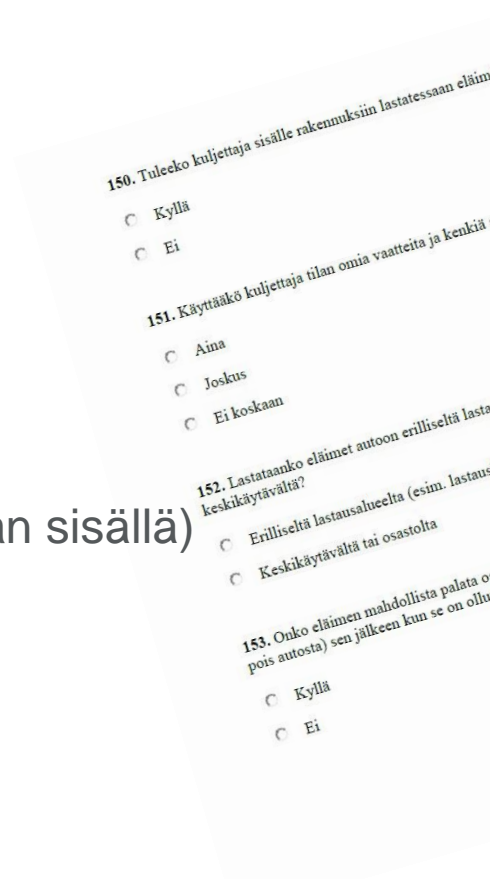 150. Tuleeko kuljettaja sisälle rakennuksiin lastatessaan eläim
Kyllä
Ei
151. Käyttääkö kuljettaja tilan omia vaatteita ja kenkiä
Aina
Joskus
Ei koskaan
152. Lastataanko eläimet autoon erilliseltä lasta
keskikäytävältä?
Erilliseltä lastausalueelta (esim. lastaus
Keskikäytävältä tai osastolta
153. Onko eläimen mahdollista palata o
pois autosta) sen jälkeen kun se on ollu
Kyllä
Ei
an sisällä)